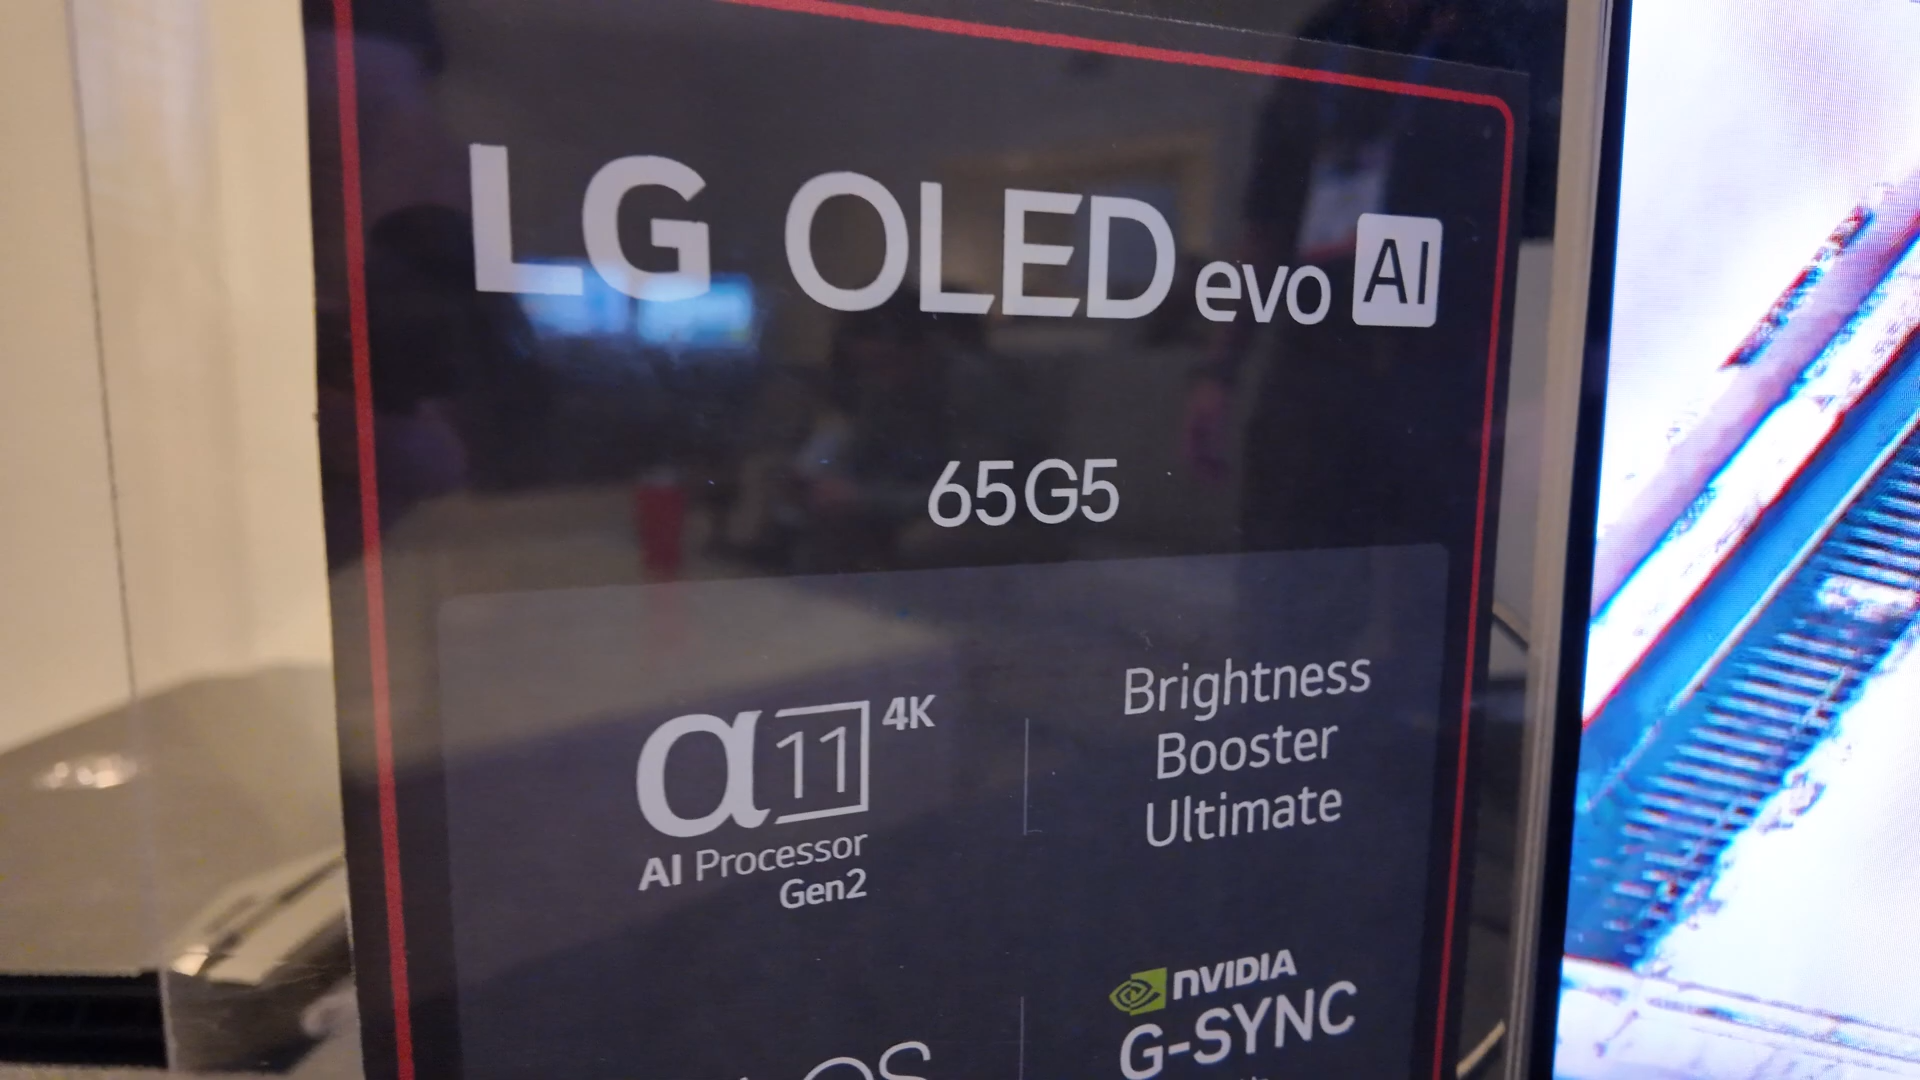 LG OLED evo AI
65G5
α11 4K
AI Processor
Gen2
Brightness
Booster
Ultimate
NVIDIA
G-SYNC